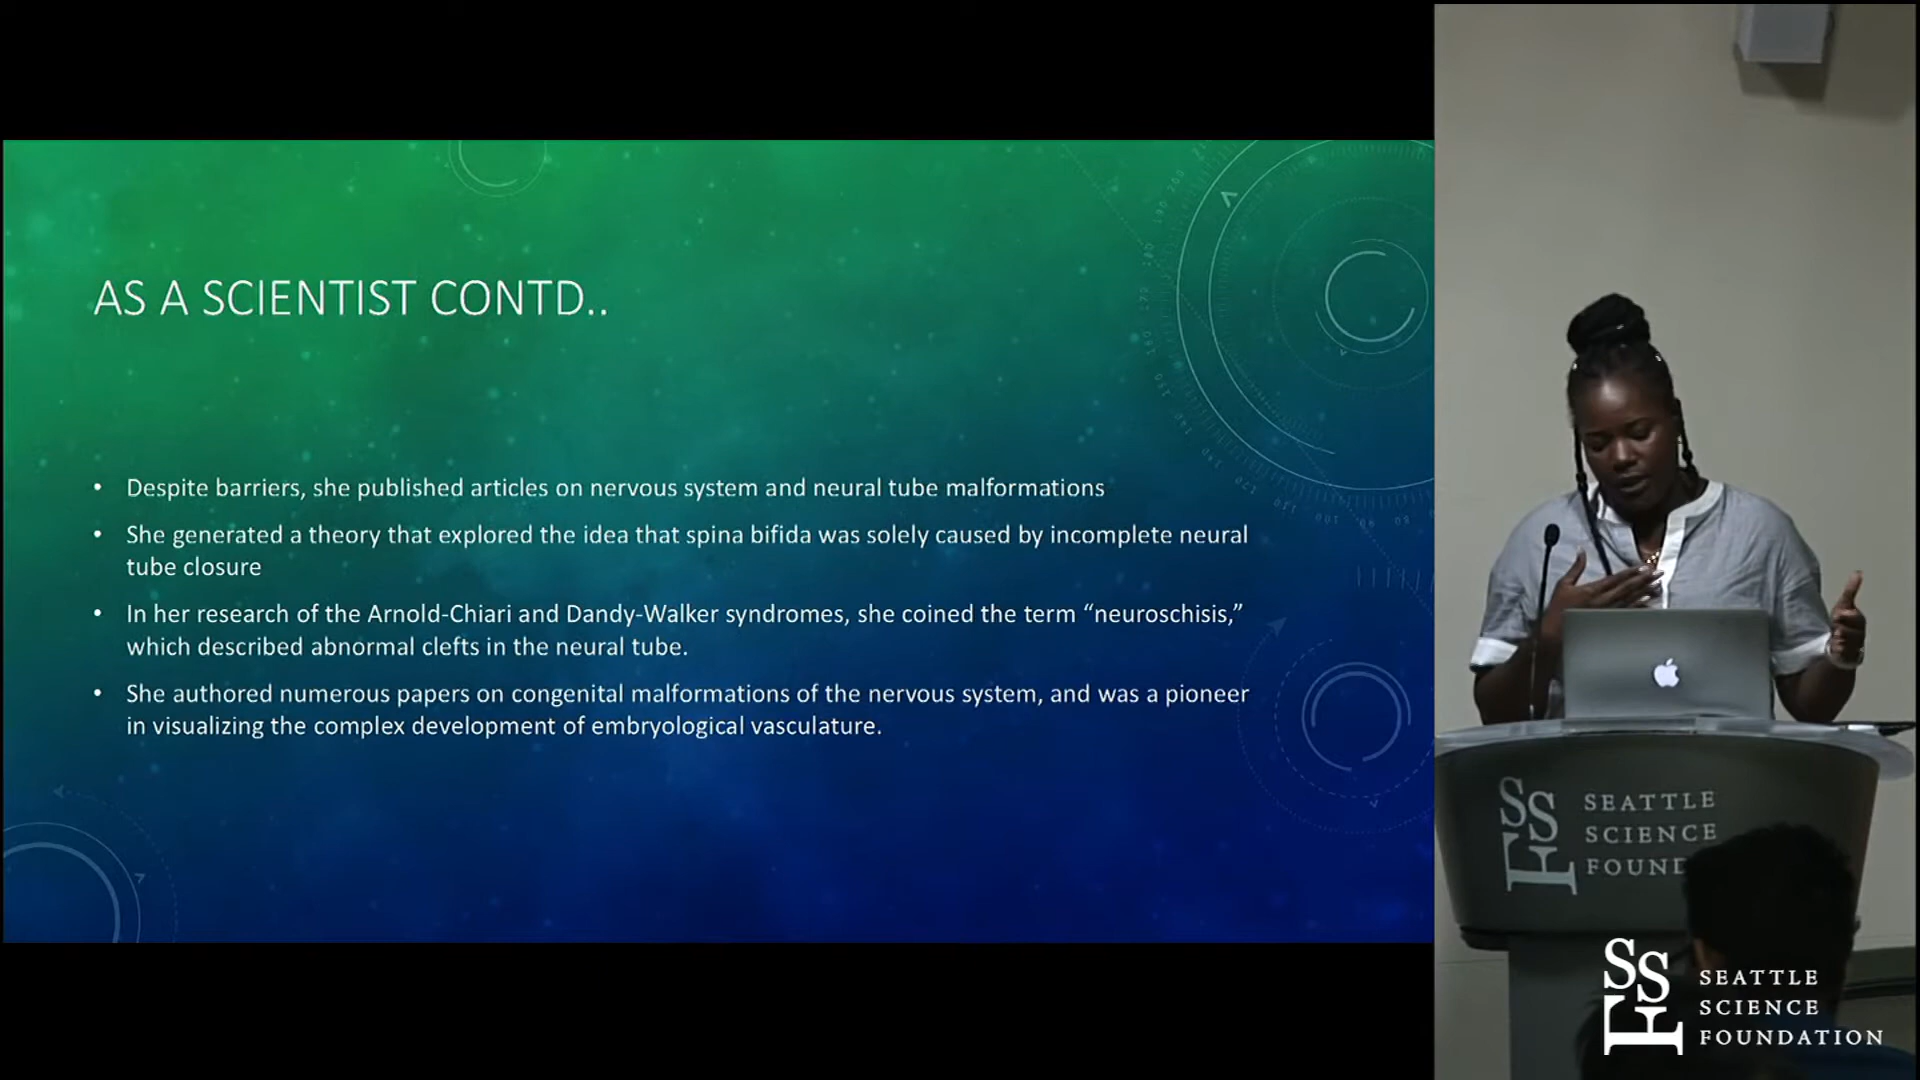 AS A SCIENTIST CONTD..
• Despite barriers, she published articles on nervous system and neural tube malformations
• She generated a theory that explored the idea that spina bifida was solely caused by incomplete neural
tube closure
• In her research of the Arnold-Chiari and Dandy-Walker syndromes, she coined the term “neuroschisis,”
which described abnormal clefts in the neural tube.
• She authored numerous papers on congenital malformations of the nervous system, and was a pioneer
in visualizing the complex development of embryological vasculature.
SSF
SEATTLE
SCIENCE
FOUND
SSF
SEATTLE
SCIENCE
FOUNDATION